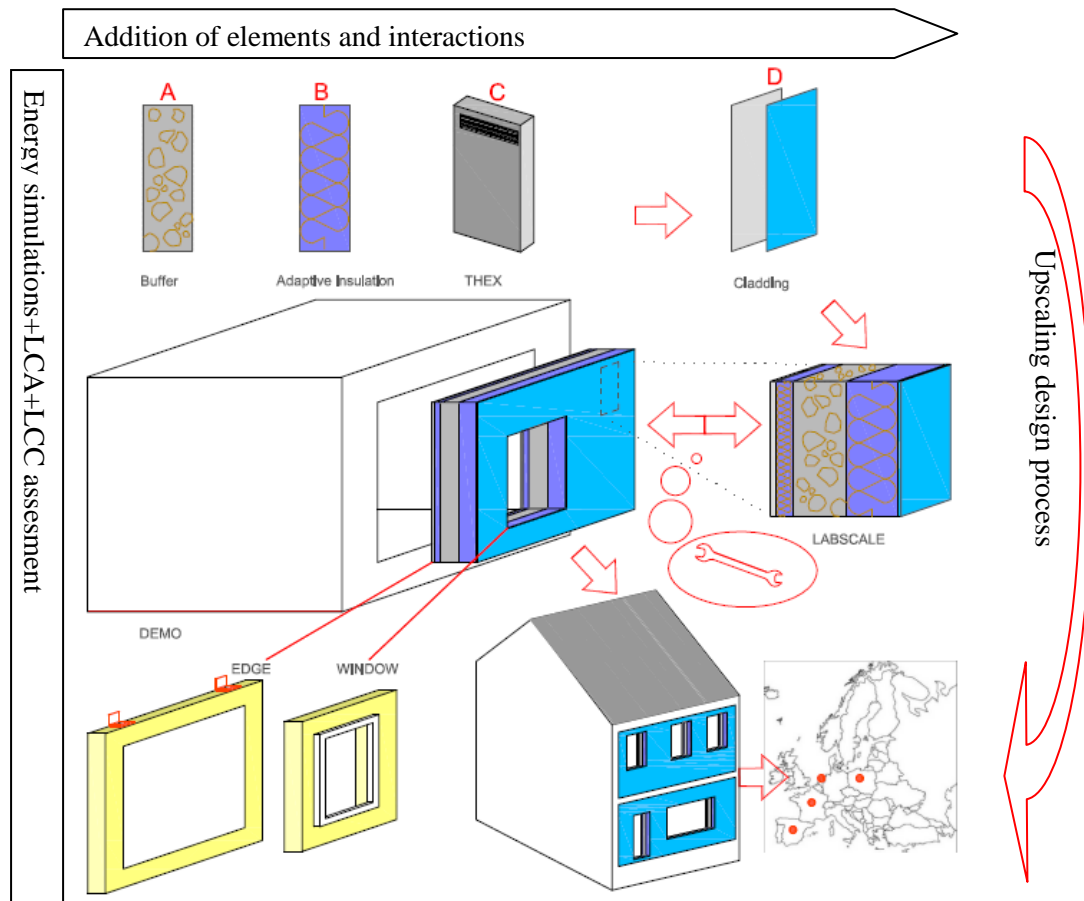 Addition of elements and interactions
Energy simulations+LCA+LCC assessment
A
B
C
D
Buffer
Adaptive Insulation
THEX
Cladding
Upscaling design process
LABSCALE
DEMO
EDGE
WINDOW